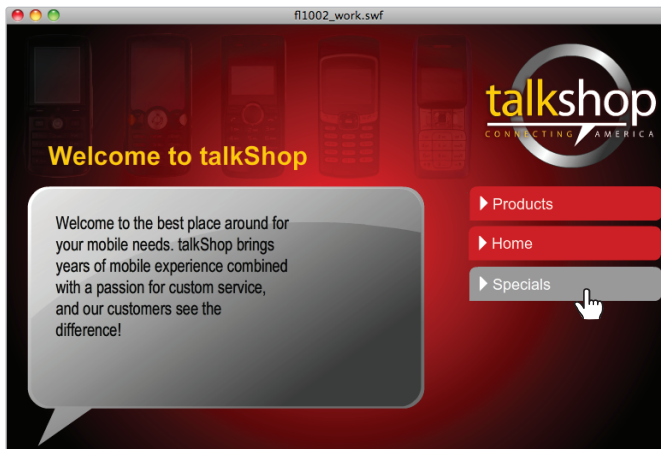 fl1002_work.swf
talkshop
CONNECTING AMERICA
Welcome to talkShop
Welcome to the best place around for
your mobile needs. talkShop brings
years of mobile experience combined
with a passion for custom service,
and our customers see the
difference!
Products
Home
Specials